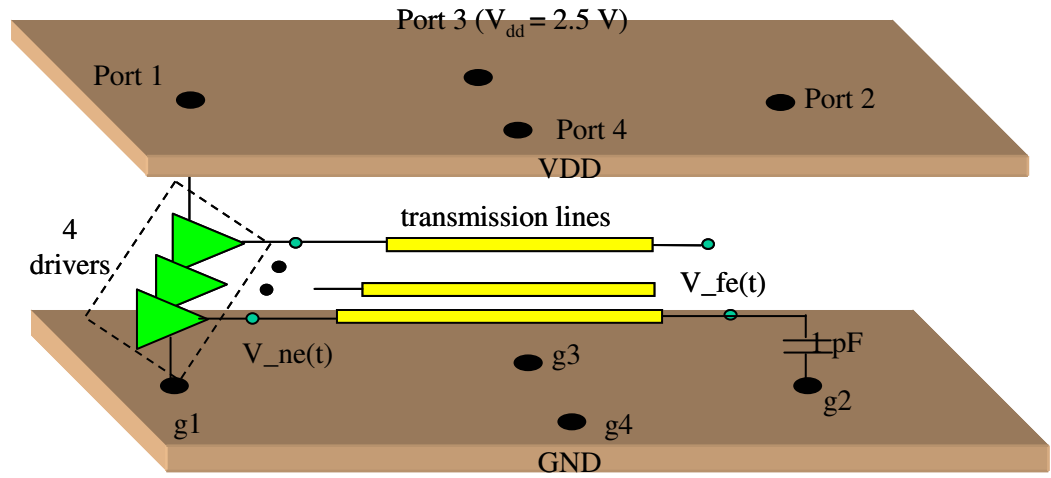 Port 3 (Vdd = 2.5 V)
Port 1
Port 2
Port 4
VDD
4
drivers
transmission lines
V_fe(t)
V_ne(t)
1 pF
g3
g2
g1
g4
GND